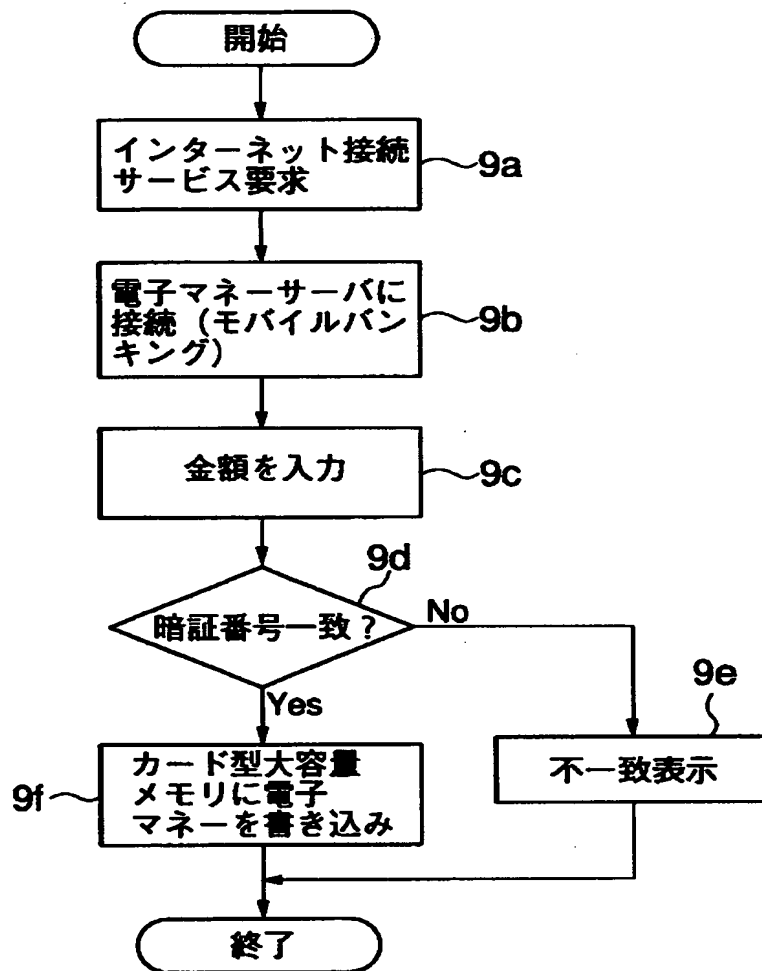 開始
インターネット接続
サービス要求
9a
電子マネーサーバに
接続（モバイルバン
キング）
9b
金額を入力
9c
9d
暗証番号一致？
No
Yes
9e
不一致表示
9f
カード型大容量
メモリに電子
マネーを書き込み
終了